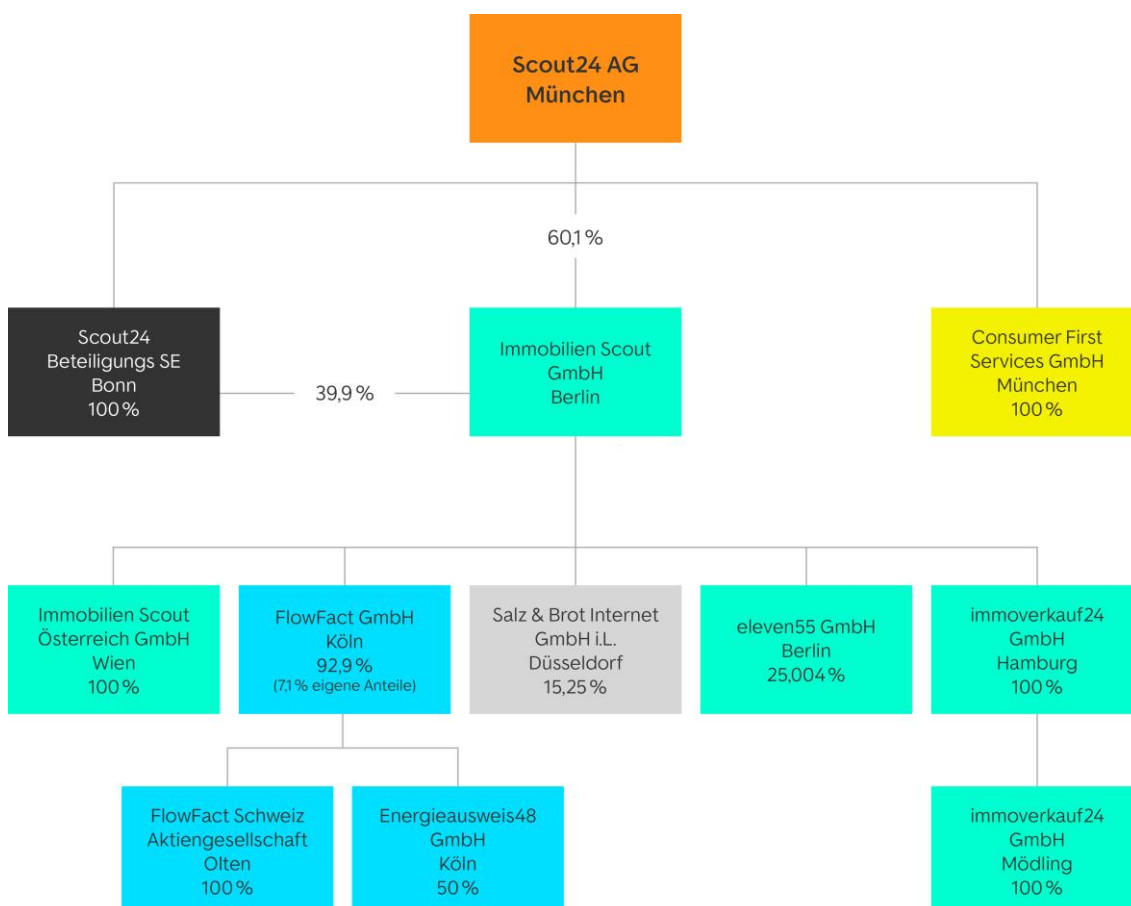 Scout24 AG
München
60,1 %
Scout24
Beteiligungs SE
Bonn
100 %
39,9 %
Immobilien Scout
GmbH
Berlin
Consumer First
Services GmbH
München
100 %
Immobilien Scout
Österreich GmbH
Wien
100 %
FlowFact GmbH
Köln
92,9 %
(7,1 % eigene Anteile)
Salz & Brot Internet
GmbH i.L.
Düsseldorf
15,25 %
eleven55 GmbH
Berlin
25,004 %
immoverkauf24
GmbH
Hamburg
100 %
FlowFact Schweiz
Aktiengesellschaft
Olten
100 %
Energieausweis48
GmbH
Köln
50 %
immoverkauf24
GmbH
Mödling
100 %